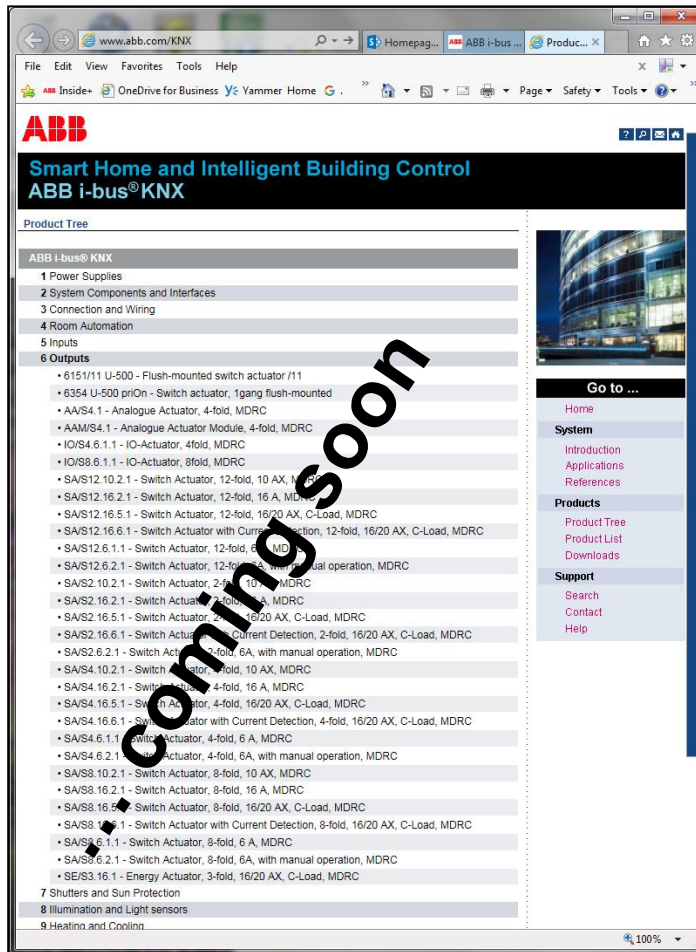 www.abb.com/KNX
Homepag...
ABB i-bus ...
Produc...
File Edit View Favorites Tools Help
Inside+ OneDrive for Business Yammer Home G . Page Safety Tools
ABB
Smart Home and Intelligent Building Control
ABB i-bus® KNX
Product Tree
ABB i-bus® KNX
1 Power Supplies
2 System Components and Interfaces
3 Connection and Wiring
4 Room Automation
5 Inputs
6 Outputs
• 6151/11 U-500 - Flush-mounted switch actuator /11
• 6354 U-500 priOn - Switch actuator, 1gang flush-mounted
• AA/S4.1 - Analogue Actuator, 4-fold, MDRC
• AAM/S4.1 - Analogue Actuator Module, 4-fold, MDRC
• IO/S4.6.1.1 - IO-Actuator, 4fold, MDRC
• IO/S8.6.1.1 - IO-Actuator, 8fold, MDRC
• SA/S12.10.2.1 - Switch Actuator, 12-fold, 10 AX, MDRC
• SA/S12.16.2.1 - Switch Actuator, 12-fold, 16 A, MDRC
• SA/S12.16.5.1 - Switch Actuator, 12-fold, 16/20 AX, C-Load, MDRC
• SA/S12.16.6.1 - Switch Actuator with Current Detection, 12-fold, 16/20 AX, C-Load, MDRC
• SA/S12.6.1.1 - Switch Actuator, 12-fold, 6 A, MDRC
• SA/S12.6.2.1 - Switch Actuator, 12-fold, 6A, with manual operation, MDRC
• SA/S2.10.2.1 - Switch Actuator, 2-fold, 10 AX, MDRC
• SA/S2.16.2.1 - Switch Actuator, 2-fold, 16 A, MDRC
• SA/S2.16.5.1 - Switch Actuator, 2-fold, 16/20 AX, C-Load, MDRC
• SA/S2.16.6.1 - Switch Actuator with Current Detection, 2-fold, 16/20 AX, C-Load, MDRC
• SA/S2.6.2.1 - Switch Actuator, 2-fold, 6A, with manual operation, MDRC
• SA/S4.10.2.1 - Switch Actuator, 4-fold, 10 AX, MDRC
• SA/S4.16.2.1 - Switch Actuator, 4-fold, 16 A, MDRC
• SA/S4.16.5.1 - Switch Actuator, 4-fold, 16/20 AX, C-Load, MDRC
• SA/S4.16.6.1 - Switch Actuator with Current Detection, 4-fold, 16/20 AX, C-Load, MDRC
• SA/S4.6.1.1 - Switch Actuator, 4-fold, 6 A, MDRC
• SA/S4.6.2.1 - Switch Actuator, 4-fold, 6A, with manual operation, MDRC
• SA/S8.10.2.1 - Switch Actuator, 8-fold, 10 AX, MDRC
• SA/S8.16.2.1 - Switch Actuator, 8-fold, 16 A, MDRC
• SA/S8.16.5.1 - Switch Actuator, 8-fold, 16/20 AX, C-Load, MDRC
• SA/S8.16.6.1 - Switch Actuator with Current Detection, 8-fold, 16/20 AX, C-Load, MDRC
• SA/S8.6.1.1 - Switch Actuator, 8-fold, 6 A, MDRC
• SA/S8.6.2.1 - Switch Actuator, 8-fold, 6A, with manual operation, MDRC
• SE/S3.16.1 - Energy Actuator, 3-fold, 16/20 AX, C-Load, MDRC
7 Shutters and Sun Protection
8 Illumination and Light sensors
9 Heating and Cooling
... coming soon
Go to ...
Home
System
Introduction
Applications
References
Products
Product Tree
Product List
Downloads
Support
Search
Contact
Help
100%